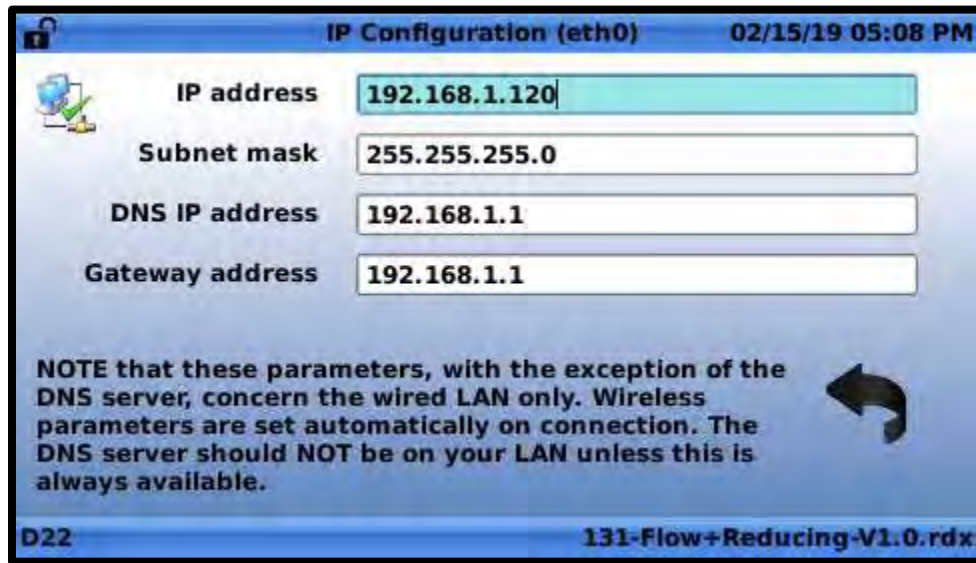 IP Configuration (eth0) 02/15/19 05:08 PM
IP address 192.168.1.120
Subnet mask 255.255.255.0
DNS IP address 192.168.1.1
Gateway address 192.168.1.1
NOTE that these parameters, with the exception of the
DNS server, concern the wired LAN only. Wireless
parameters are set automatically on connection. The
DNS server should NOT be on your LAN unless this is
always available.
D22 131-Flow+Reducing-V1.0.rdx